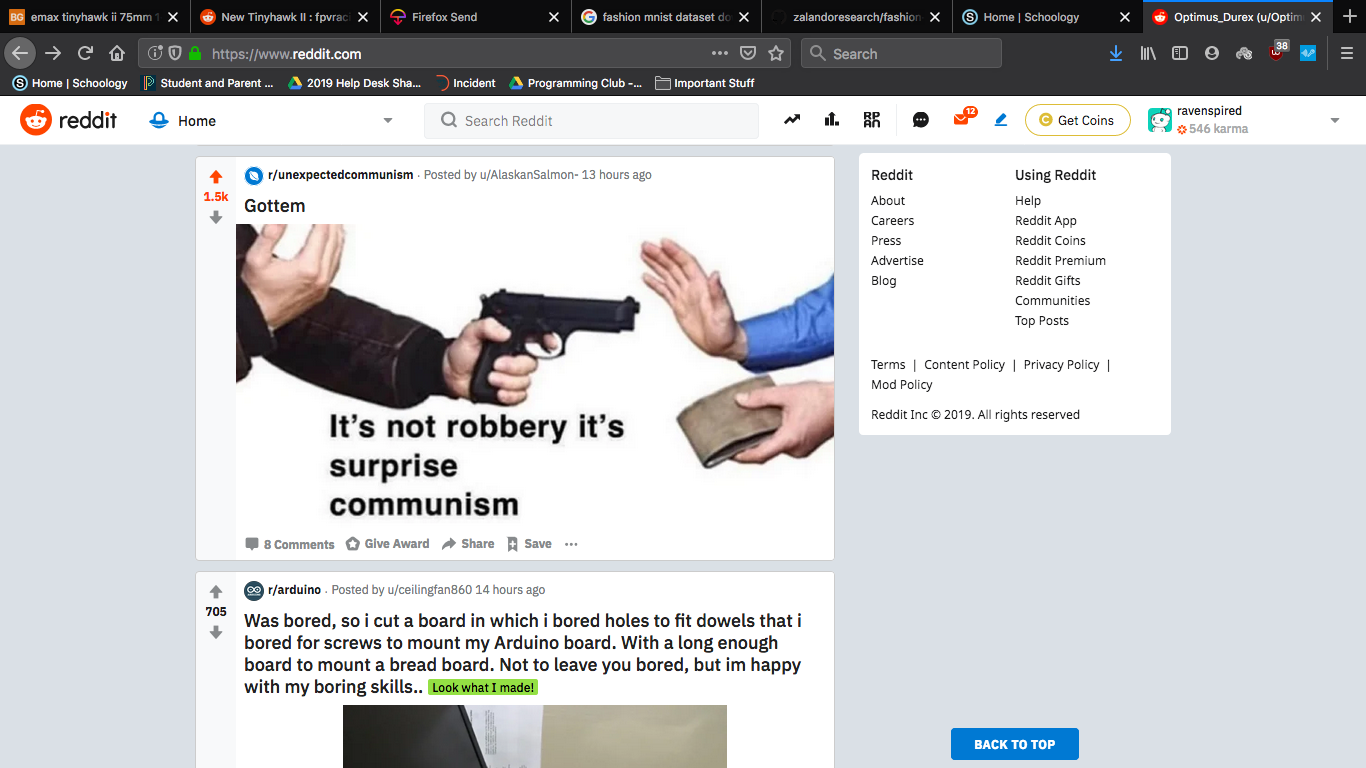 BG emax tinyhawk ii 75mm 1
New Tinyhawk II : fpvraci
Firefox Send
fashion mnist dataset do
zalandoresearch/fashion
S Home | Schoology
Optimus_Durex (u/Optim
https://www.reddit.com
Search
38
S Home | Schoology
Student and Parent ...
2019 Help Desk Sha...
Incident
Programming Club -...
Important Stuff
reddit
Home
Search Reddit
12
C Get Coins
ravenspired
546 karma
1.5k
r/unexpectedcommunism · Posted by u/AlaskanSalmon- 13 hours ago
Gottem
It's not robbery it's
surprise
communism
8 Comments Give Award Share Save ...
705
r/arduino · Posted by u/ceilingfan860 14 hours ago
Was bored, so i cut a board in which i bored holes to fit dowels that i
bored for screws to mount my Arduino board. With a long enough
board to mount a bread board. Not to leave you bored, but im happy
with my boring skills.. Look what I made!
Reddit
About
Careers
Press
Advertise
Blog
Using Reddit
Help
Reddit App
Reddit Coins
Reddit Premium
Reddit Gifts
Communities
Top Posts
Terms | Content Policy | Privacy Policy |
Mod Policy
Reddit Inc © 2019. All rights reserved
BACK TO TOP